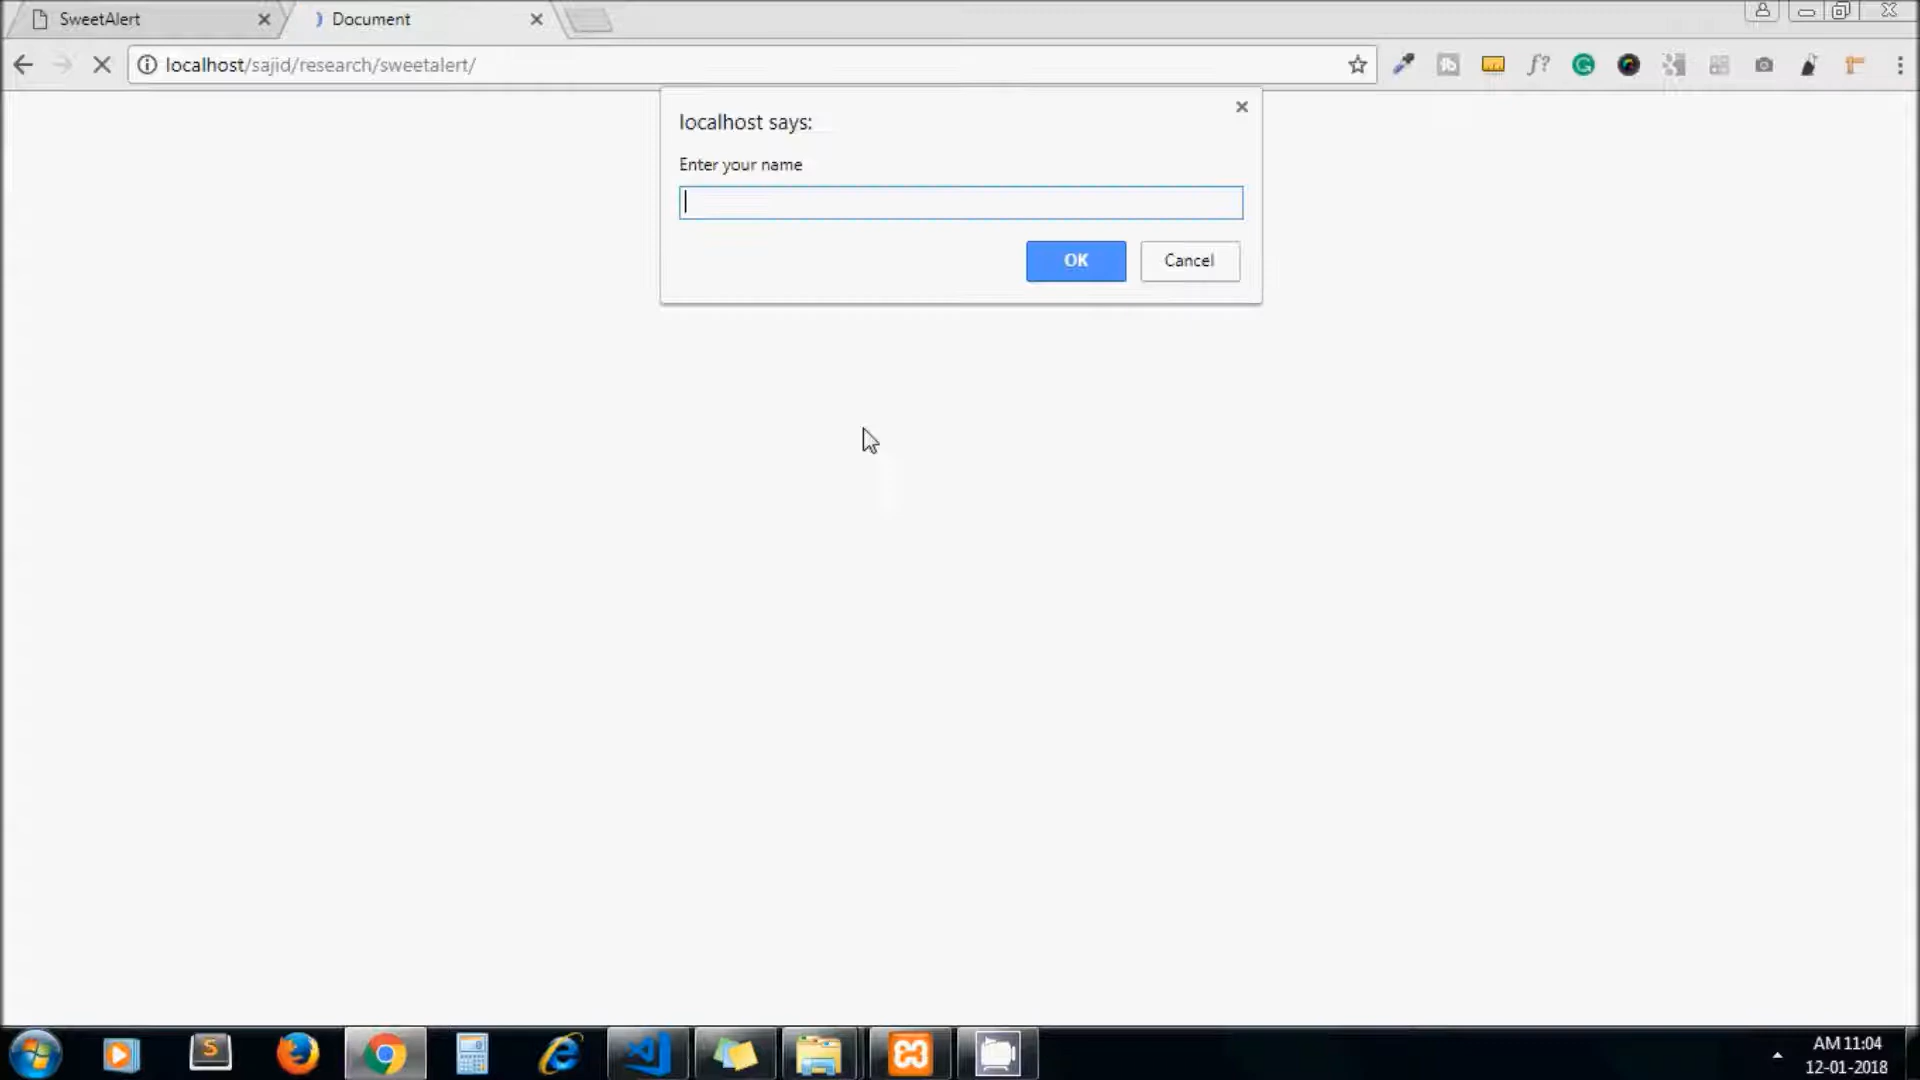 SweetAlert
Document
localhost/sajid/research/sweetalert/
f?
localhost says:
Enter your name
OK
Cancel
AM 11:04
12-01-2018